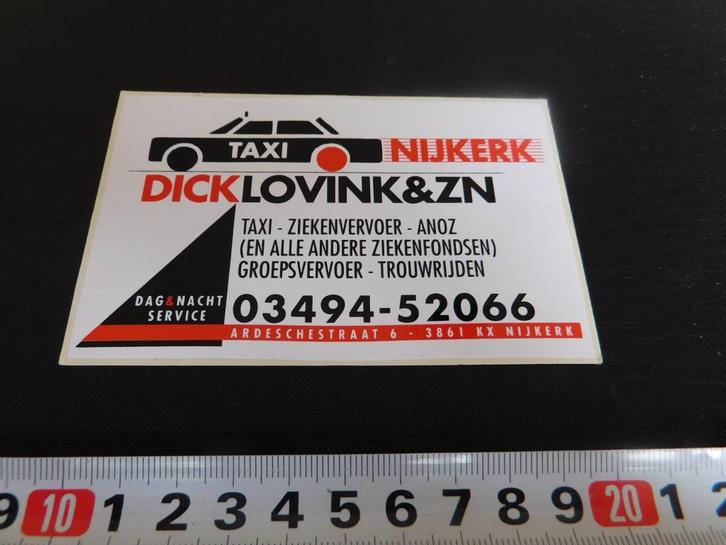 TAXI NIJKERK
DICKLOVINK&ZN
TAXI - ZIEKENVERVOER - ANOZ
(EN ALLE ANDERE ZIEKENFONDSEN)
GROEPSVERVOER - TROUWRIJDEN
DAG&NACHT
SERVICE
03494-52066
ARDESCHESTRAAT 6 - 3861 KX NIJKERK
9 10 1 2 3 4 5 6 7 8 9 20 1 2